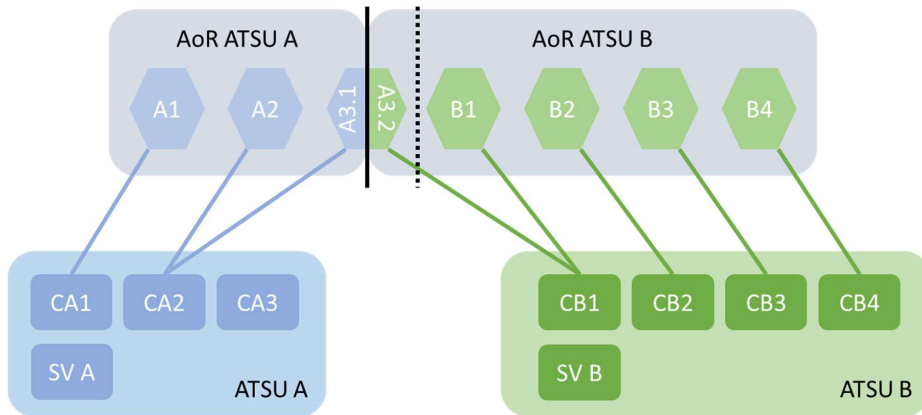 AoR ATSU A
AoR ATSU B
A1
A2
A3.1
A3.2
B1
B2
B3
B4
CA1
CA2
CA3
CB1
CB2
CB3
CB4
SV A
SV B
ATSU A
ATSU B